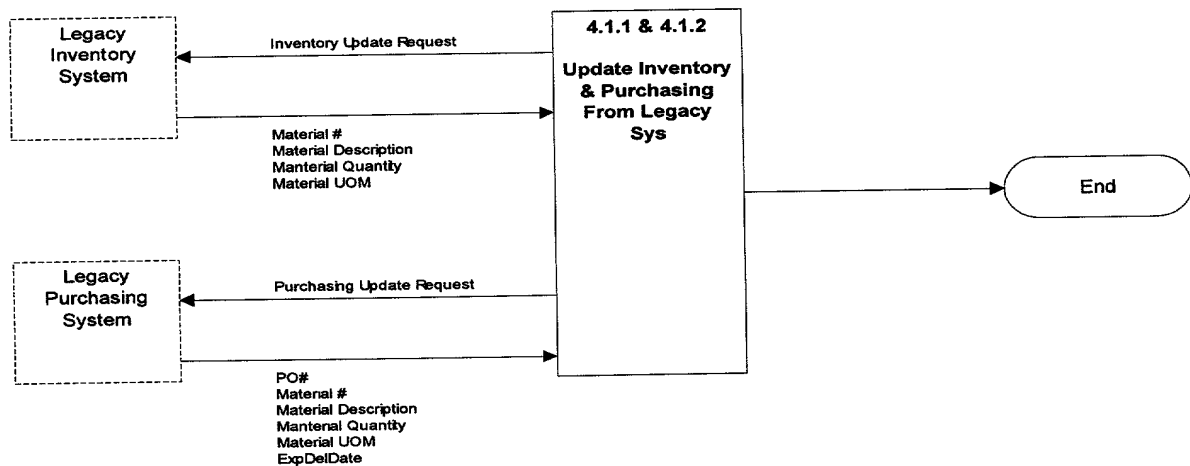 Legacy
Inventory
System
Inventory Update Request
Material #
Material Description
Manterial Quantity
Material UOM
4.1.1 & 4.1.2
Update Inventory
& Purchasing
From Legacy
Sys
End
Legacy
Purchasing
System
Purchasing Update Request
PO#
Material #
Material Description
Manterial Quantity
Material UOM
ExpDelDate